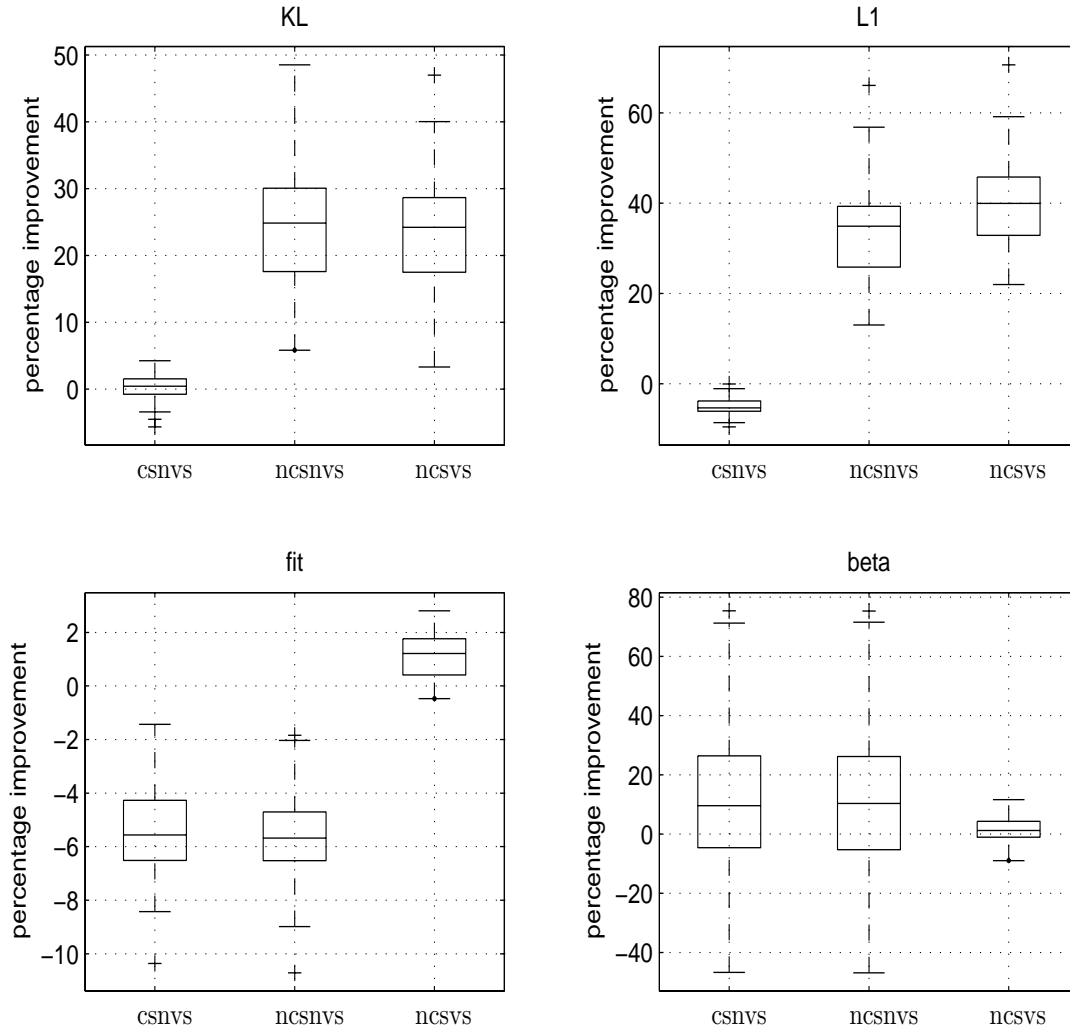 KL
percentage improvement
50
40
30
20
10
0
csnvs
ncsnvs
ncsvs
L1
percentage improvement
60
40
20
0
csnvs
ncsnvs
ncsvs
fit
percentage improvement
2
0
−2
−4
−6
−8
−10
csnvs
ncsnvs
ncsvs
beta
percentage improvement
80
60
40
20
0
−20
−40
csnvs
ncsnvs
ncsvs